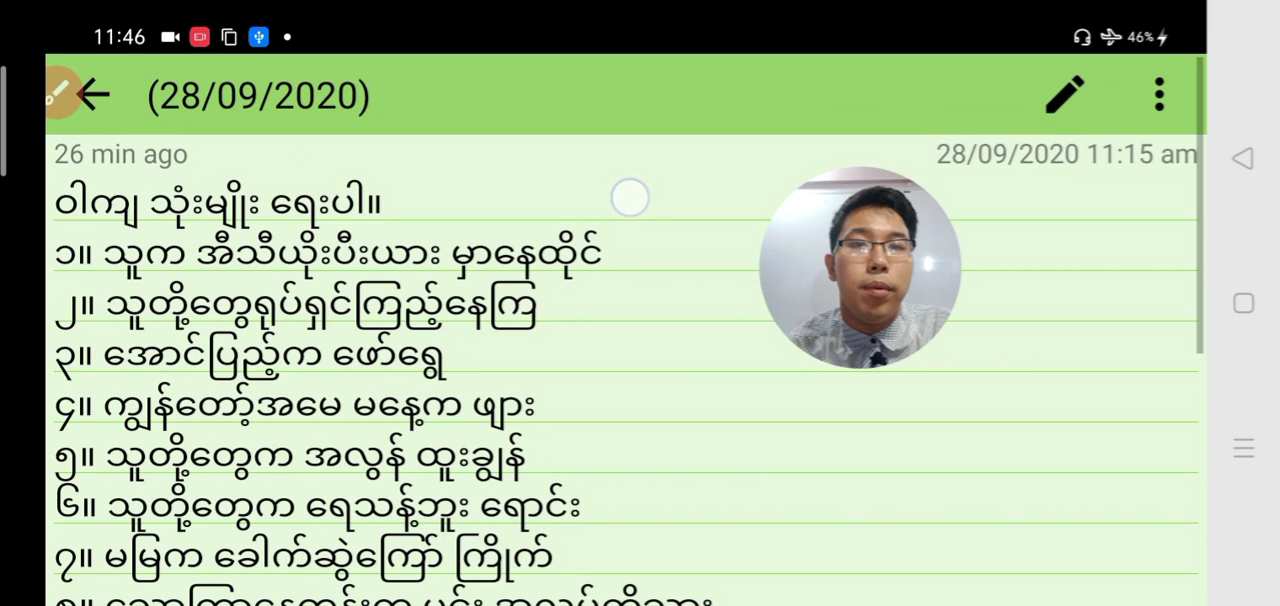 11:46
46%
(28/09/2020)
26 min ago
28/09/2020 11:15 am
ဝါကျ သုံးမျိုး ရေးပါ။
၁။ သူက အီသီယိုးပီးယား မှာနေထိုင်
၂။ သူတို့တွေရုပ်ရှင်ကြည့်နေကြ
၃။ အောင်ပြည့်က ဖော်ရွေ
၄။ ကျွန်တော့်အမေ မနေ့က ဖျား
၅။ သူတို့တွေက အလွန် ထူးချွန်
၆။ သူတို့တွေက ရေသန့်ဘူး ရောင်း
၇။ မမြက ခေါက်ဆွဲကြော် ကြိုက်
၈။